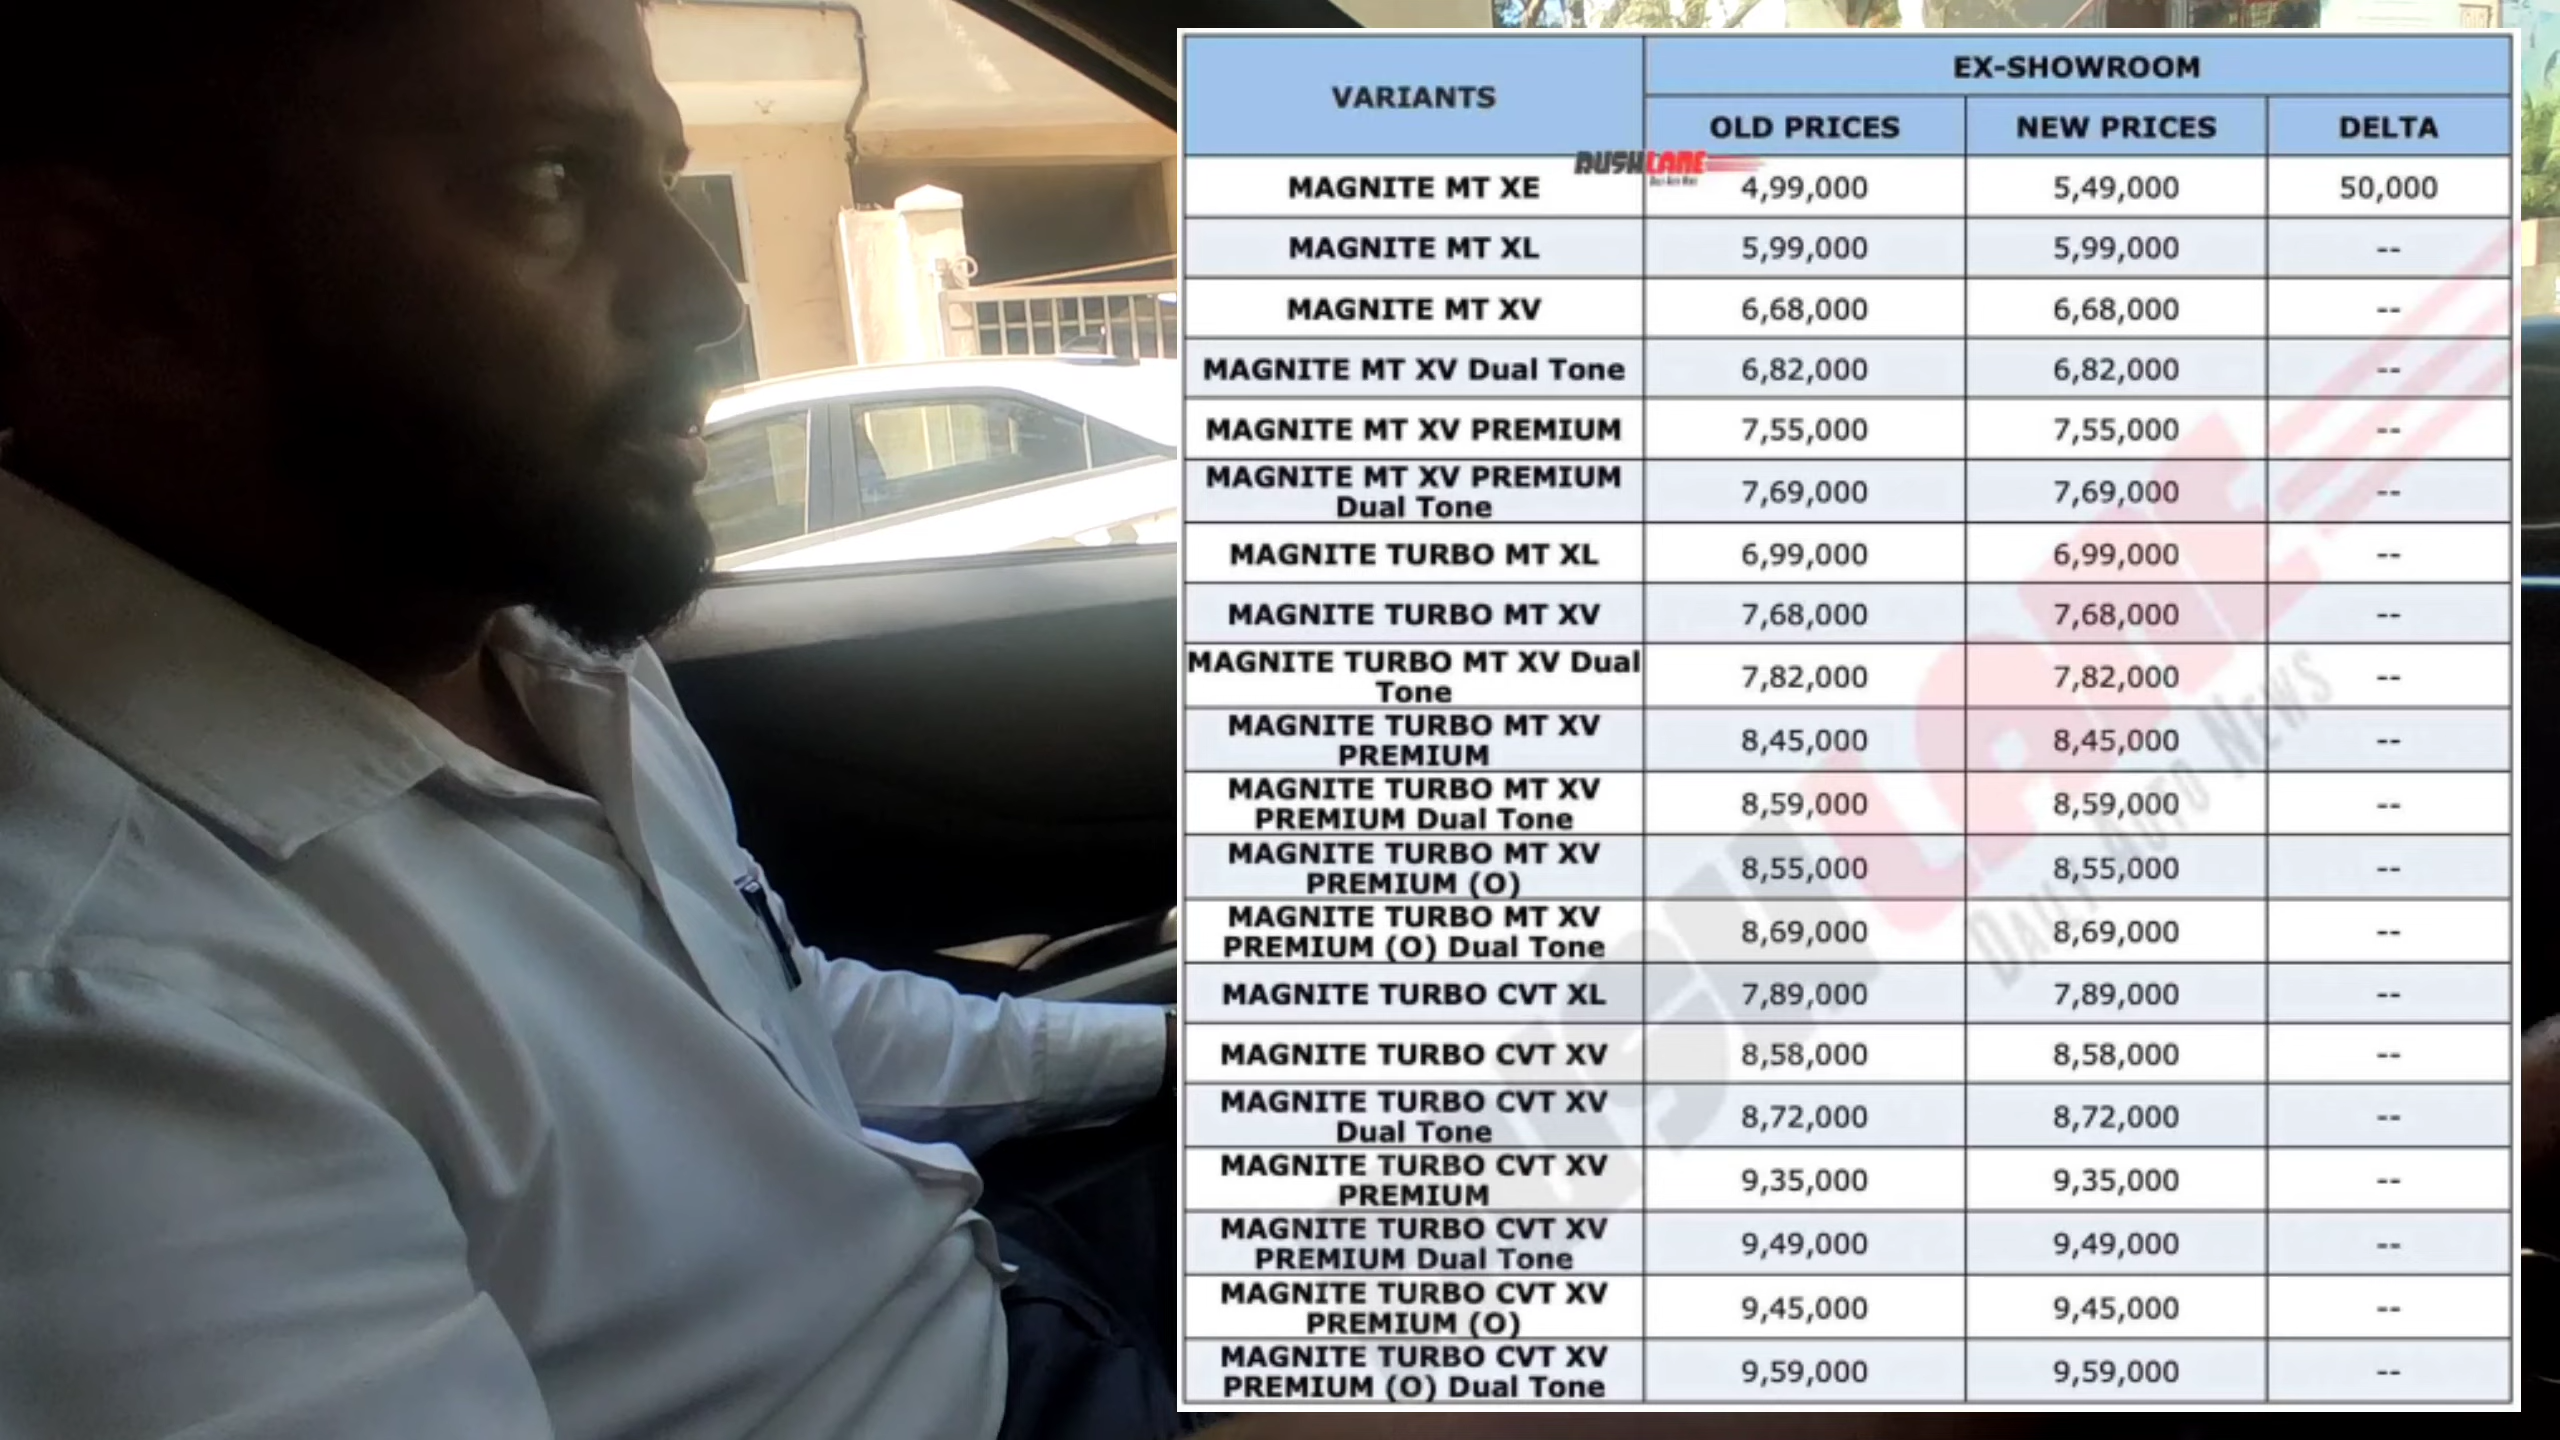 VARIANTS
EX-SHOWROOM
OLD PRICES NEW PRICES DELTA
RUSHLANE
MAGNITE MT XE 4,99,000 5,49,000 50,000
MAGNITE MT XL 5,99,000 5,99,000 --
MAGNITE MT XV 6,68,000 6,68,000 --
MAGNITE MT XV Dual Tone 6,82,000 6,82,000 --
MAGNITE MT XV PREMIUM 7,55,000 7,55,000 --
MAGNITE MT XV PREMIUM
Dual Tone 7,69,000 7,69,000 --
MAGNITE TURBO MT XL 6,99,000 6,99,000 --
MAGNITE TURBO MT XV 7,68,000 7,68,000 --
MAGNITE TURBO MT XV Dual
Tone 7,82,000 7,82,000 --
MAGNITE TURBO MT XV
PREMIUM 8,45,000 8,45,000 --
MAGNITE TURBO MT XV
PREMIUM Dual Tone 8,59,000 8,59,000 --
MAGNITE TURBO MT XV
PREMIUM (O) 8,55,000 8,55,000 --
MAGNITE TURBO MT XV
PREMIUM (O) Dual Tone 8,69,000 8,69,000 --
MAGNITE TURBO CVT XL 7,89,000 7,89,000 --
MAGNITE TURBO CVT XV 8,58,000 8,58,000 --
MAGNITE TURBO CVT XV
Dual Tone 8,72,000 8,72,000 --
MAGNITE TURBO CVT XV
PREMIUM 9,35,000 9,35,000 --
MAGNITE TURBO CVT XV
PREMIUM Dual Tone 9,49,000 9,49,000 --
MAGNITE TURBO CVT XV
PREMIUM (O) 9,45,000 9,45,000 --
MAGNITE TURBO CVT XV
PREMIUM (O) Dual Tone 9,59,000 9,59,000 --
RUSHLANE
DAILY AUTO NEWS